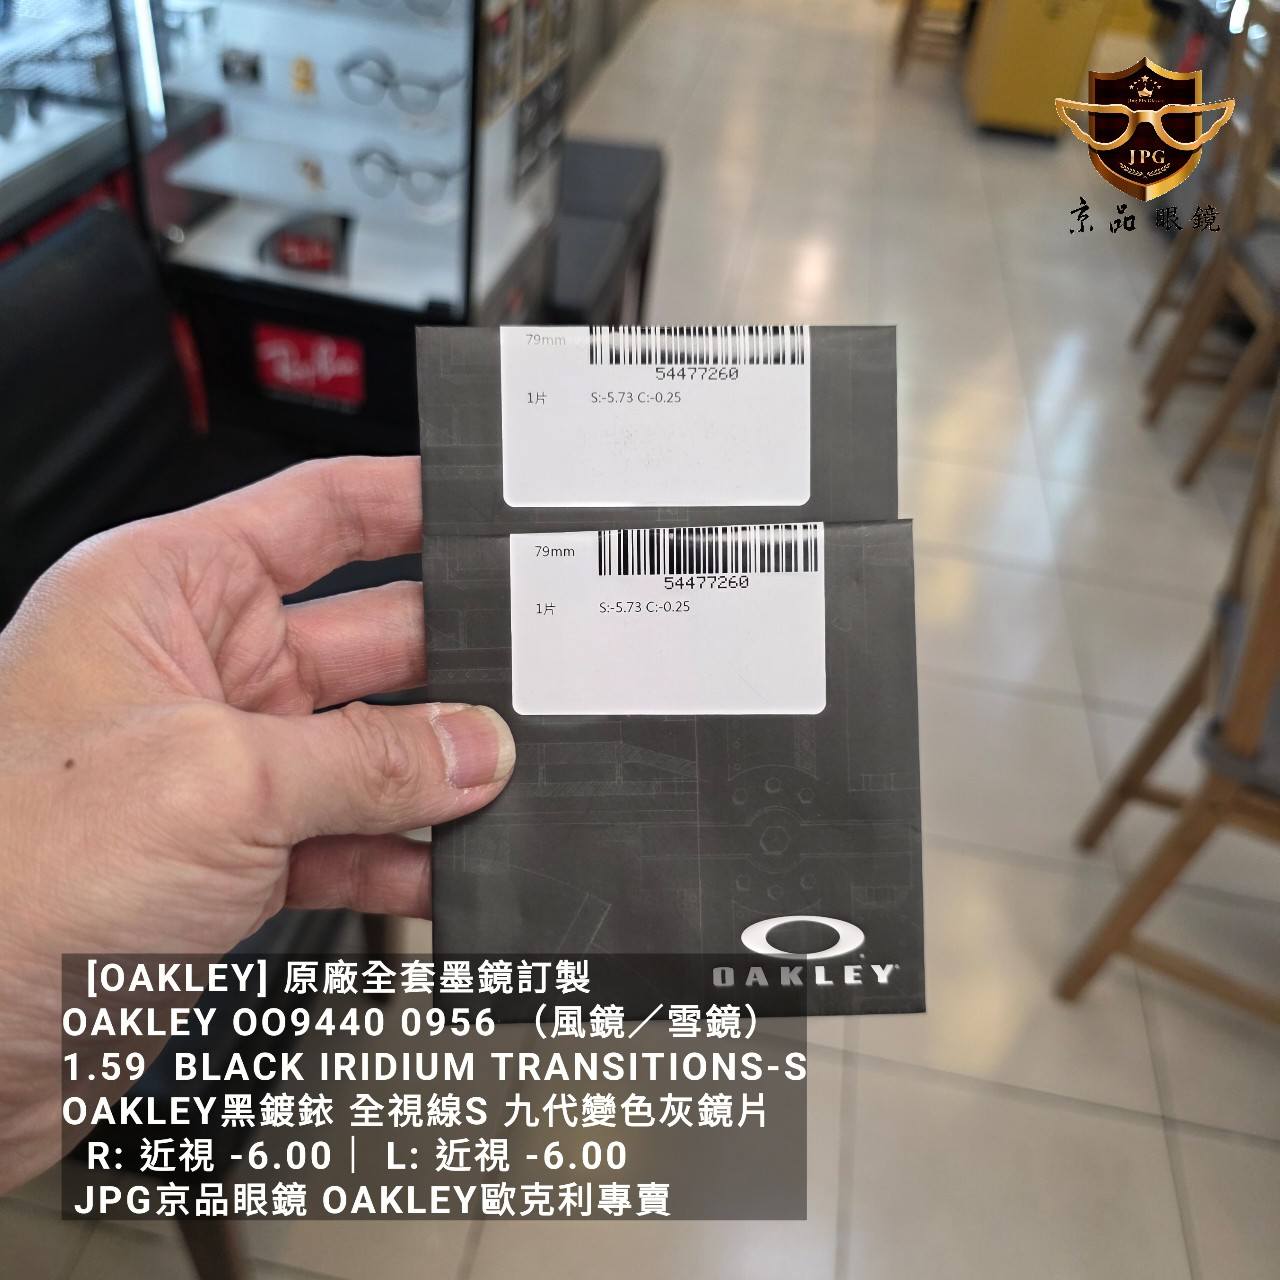 JPG
京品眼鏡
Ray-Ban
79mm
54477260
1片 S:-5.73 C:-0.25
79mm
54477260
1片 S:-5.73 C:-0.25
OAKLEY
[OAKLEY] 原廠全套墨鏡訂製
OAKLEY OO9440 0956 （風鏡／雪鏡）
1.59 BLACK IRIDIUM TRANSITIONS-S
OAKLEY黑鍍銥 全視線S 九代變色灰鏡片
R: 近視 -6.00｜ L: 近視 -6.00
JPG京品眼鏡 OAKLEY歐克利專賣